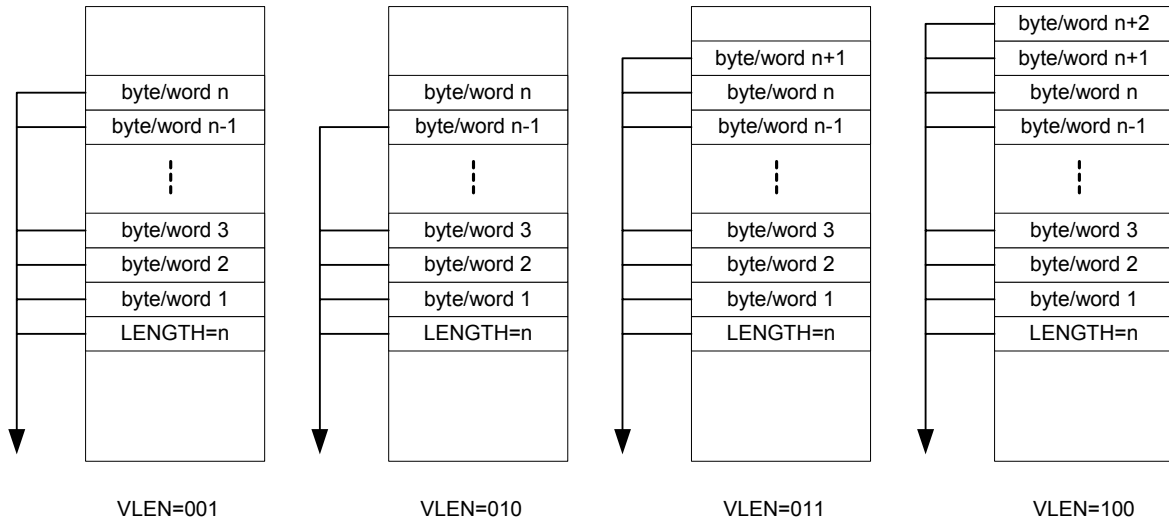 byte/word n
byte/word n-1
byte/word 3
byte/word 2
byte/word 1
LENGTH=n
VLEN=001
byte/word n
byte/word n-1
byte/word 3
byte/word 2
byte/word 1
LENGTH=n
VLEN=010
byte/word n+1
byte/word n
byte/word n-1
byte/word 3
byte/word 2
byte/word 1
LENGTH=n
VLEN=011
byte/word n+2
byte/word n+1
byte/word n
byte/word n-1
byte/word 3
byte/word 2
byte/word 1
LENGTH=n
VLEN=100